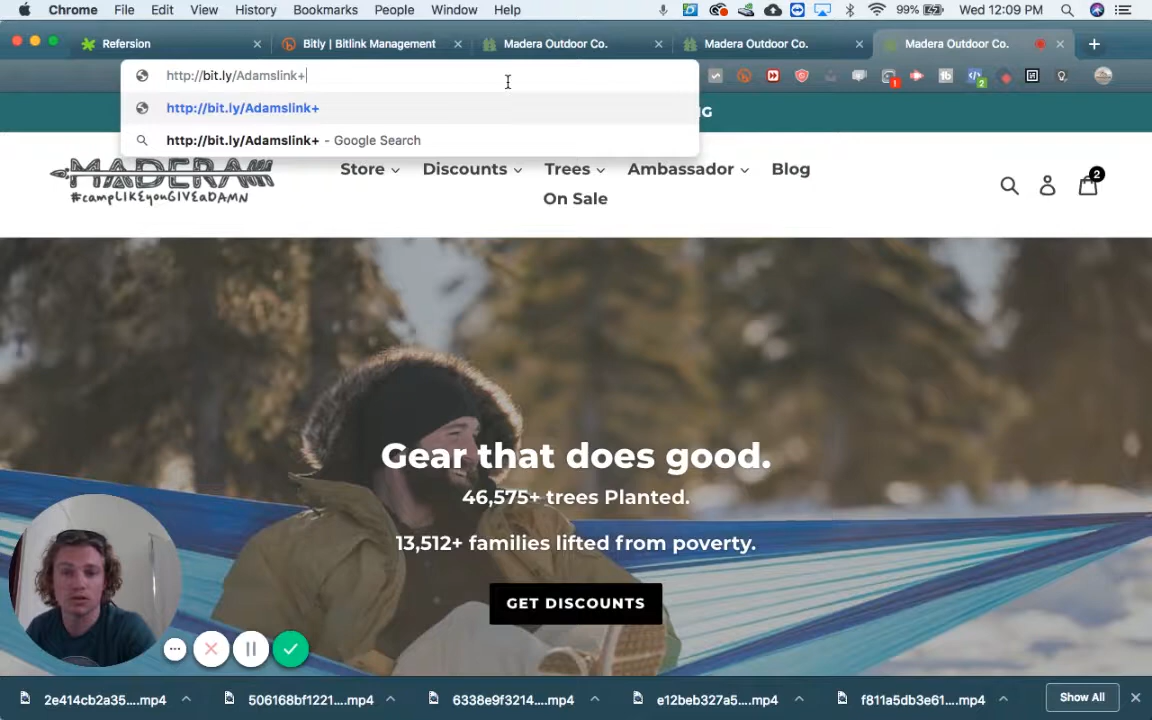 Chrome File Edit View History Bookmarks People Window Help 99% Wed 12:09 PM
Refersion Bitly | Bitlink Management Madera Outdoor Co. Madera Outdoor Co. Madera Outdoor Co.
http://bit.ly/Adamslink+
http://bit.ly/Adamslink+
http://bit.ly/Adamslink+ - Google Search
G
MADERA
#campLIKEyouGIVEaDAMN
Store Discounts Trees Ambassador Blog
On Sale
2
Gear that does good.
46,575+ trees Planted.
13,512+ families lifted from poverty.
GET DISCOUNTS
2e414cb2a35....mp4 506168bf1221....mp4 6338e9f3214....mp4 e12beb327a5....mp4 f811a5db3e61....mp4 Show All